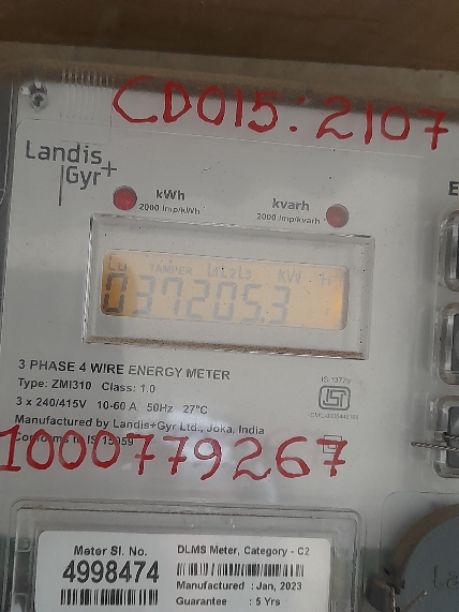 CD015:2107
Landis
Gyr+
kWh
2000 Imp/kWh
kvarh
2000 Imp/kvarh
TAMPER L1L2L3 KW
037205.3
3 PHASE 4 WIRE ENERGY METER
Type: ZMI310 Class: 1.0
3 x 240/415V 10-60 A 50Hz 27°C
Manufactured by Landis+Gyr Ltd., Joka, India
Conforms to IS 15959
1000779267
Meter Sl. No.
4998474
DLMS Meter, Category - C2
Manufactured : Jan, 2023
Guarantee : 5 Yrs